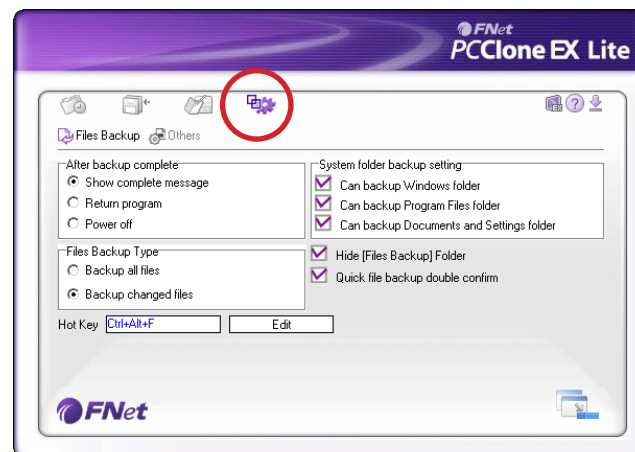 FNet
PCClone EX Lite
Files Backup Others
After backup complete
Show complete message
Return program
Power off
System folder backup setting
Can backup Windows folder
Can backup Program Files folder
Can backup Documents and Settings folder
Files Backup Type
Backup all files
Backup changed files
Hide [Files Backup] Folder
Quick file backup double confirm
Hot Key Ctrl+Alt+F Edit
FNet